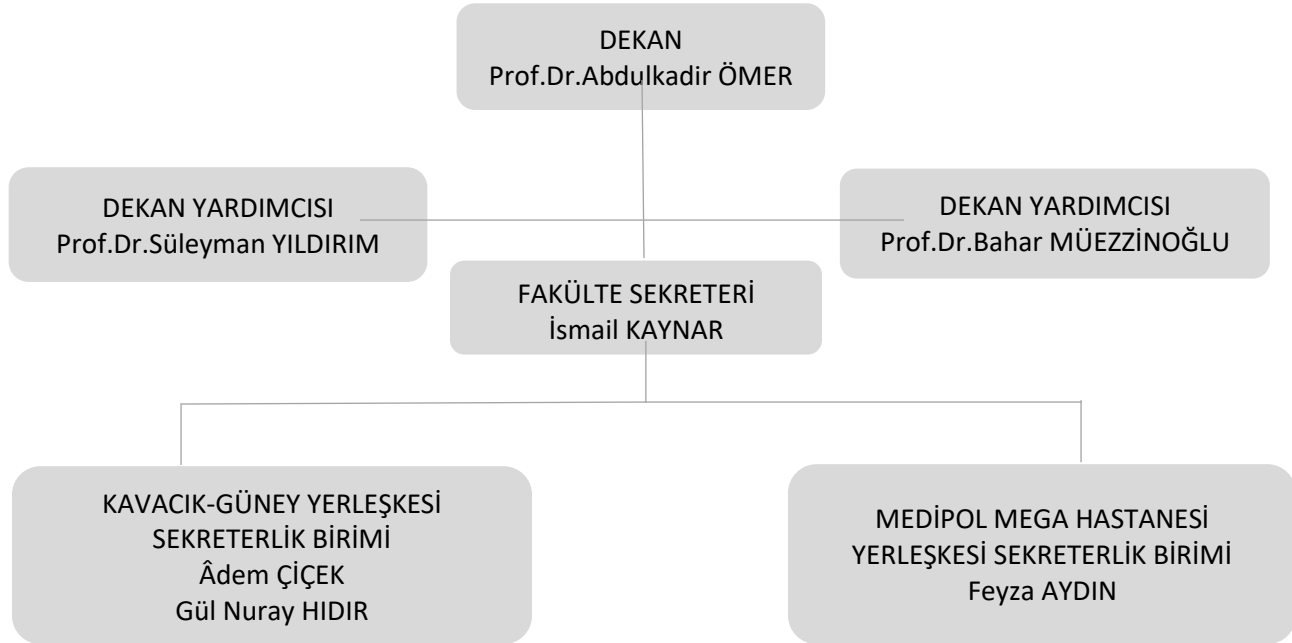 DEKAN
Prof.Dr.Abdulkadir ÖMER
DEKAN YARDIMCISI
Prof.Dr.Süleyman YILDIRIM
DEKAN YARDIMCISI
Prof.Dr.Bahar MÜEZZİNOĞLU
FAKÜLTE SEKRETERİ
İsmail KAYNAR
KAVACIK-GÜNEY YERLEŞKESİ
SEKRETERLİK BİRİMİ
Âdem ÇİÇEK
Gül Nuray HIDIR
MEDİPOL MEGA HASTANESİ
YERLEŞKESİ SEKRETERLİK BİRİMİ
Feyza AYDIN